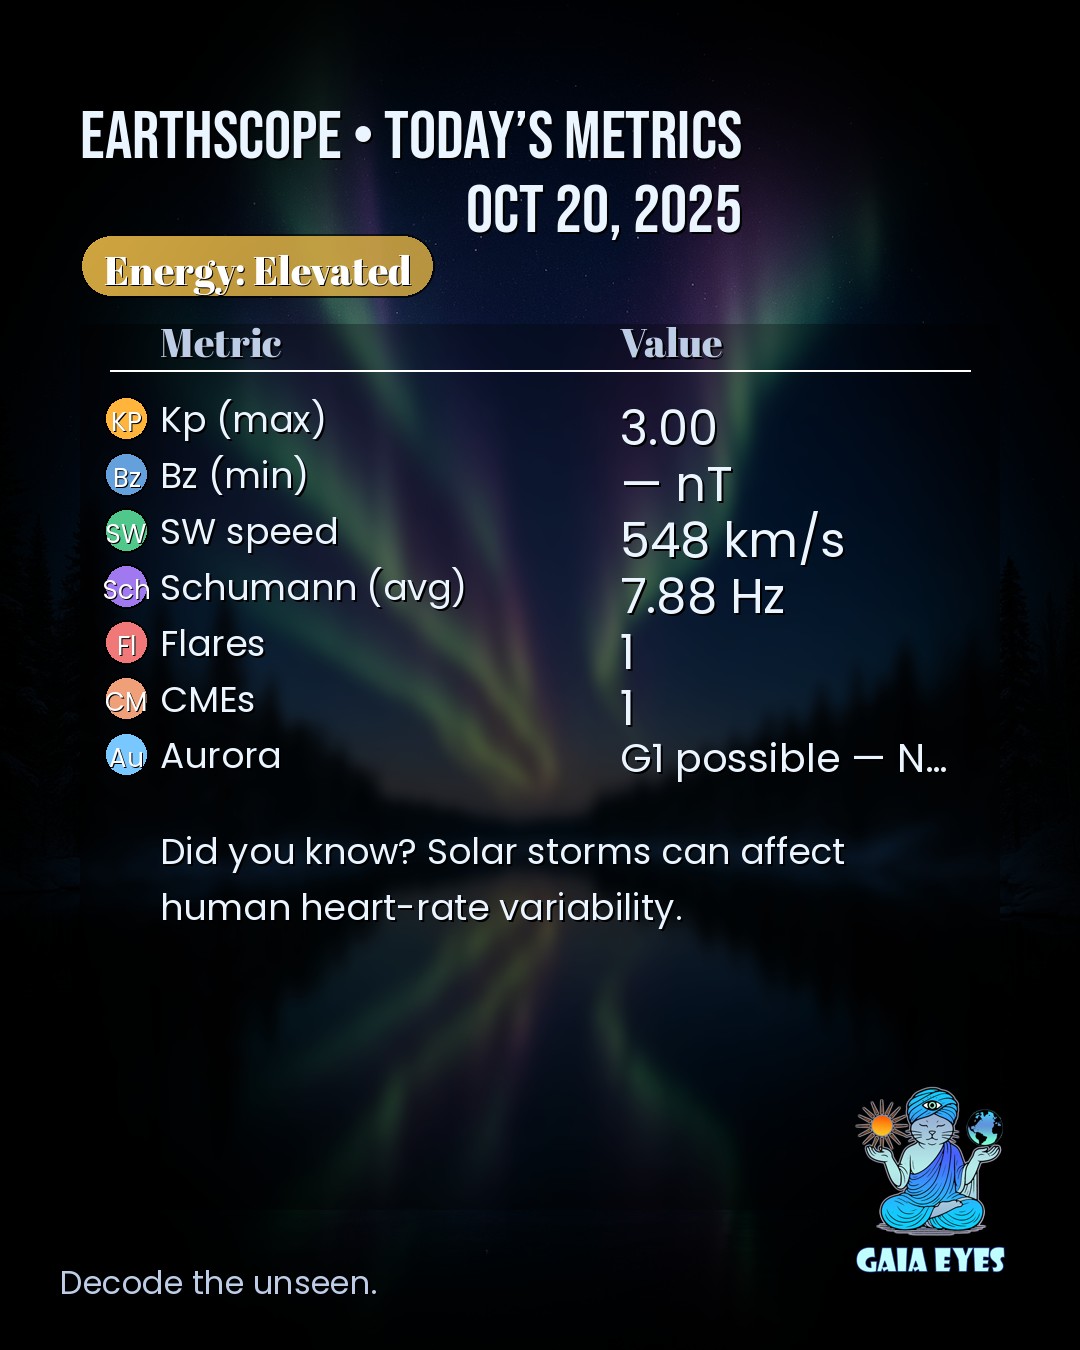 EARTHSCOPE • TODAY’S METRICS
OCT 20, 2025
Energy: Elevated
Metric Value
KP Kp (max) 3.00
Bz Bz (min) — nT
SW SW speed 548 km/s
Sch Schumann (avg) 7.88 Hz
Fl Flares 1
CM CMEs 1
Au Aurora G1 possible — N...
Did you know? Solar storms can affect
human heart-rate variability.
GAIA EYES
Decode the unseen.